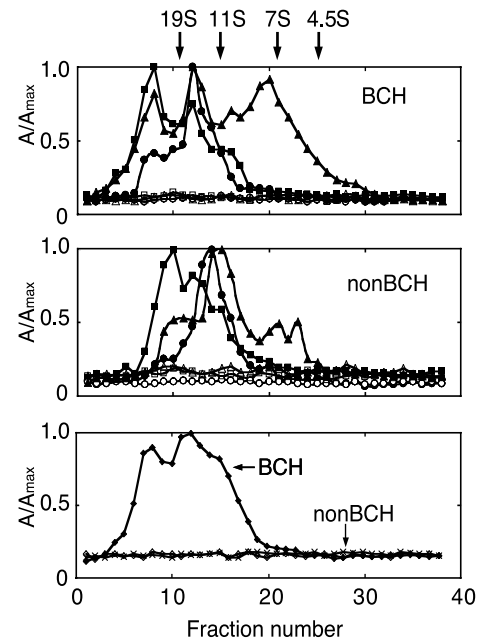 19S 11S 7S 4.5S
1.0
BCH
A/Amax
0.5
0
1.0
nonBCH
A/Amax
0.5
0
1.0
BCH
A/Amax
0.5
nonBCH
0
0 10 20 30 40
Fraction number